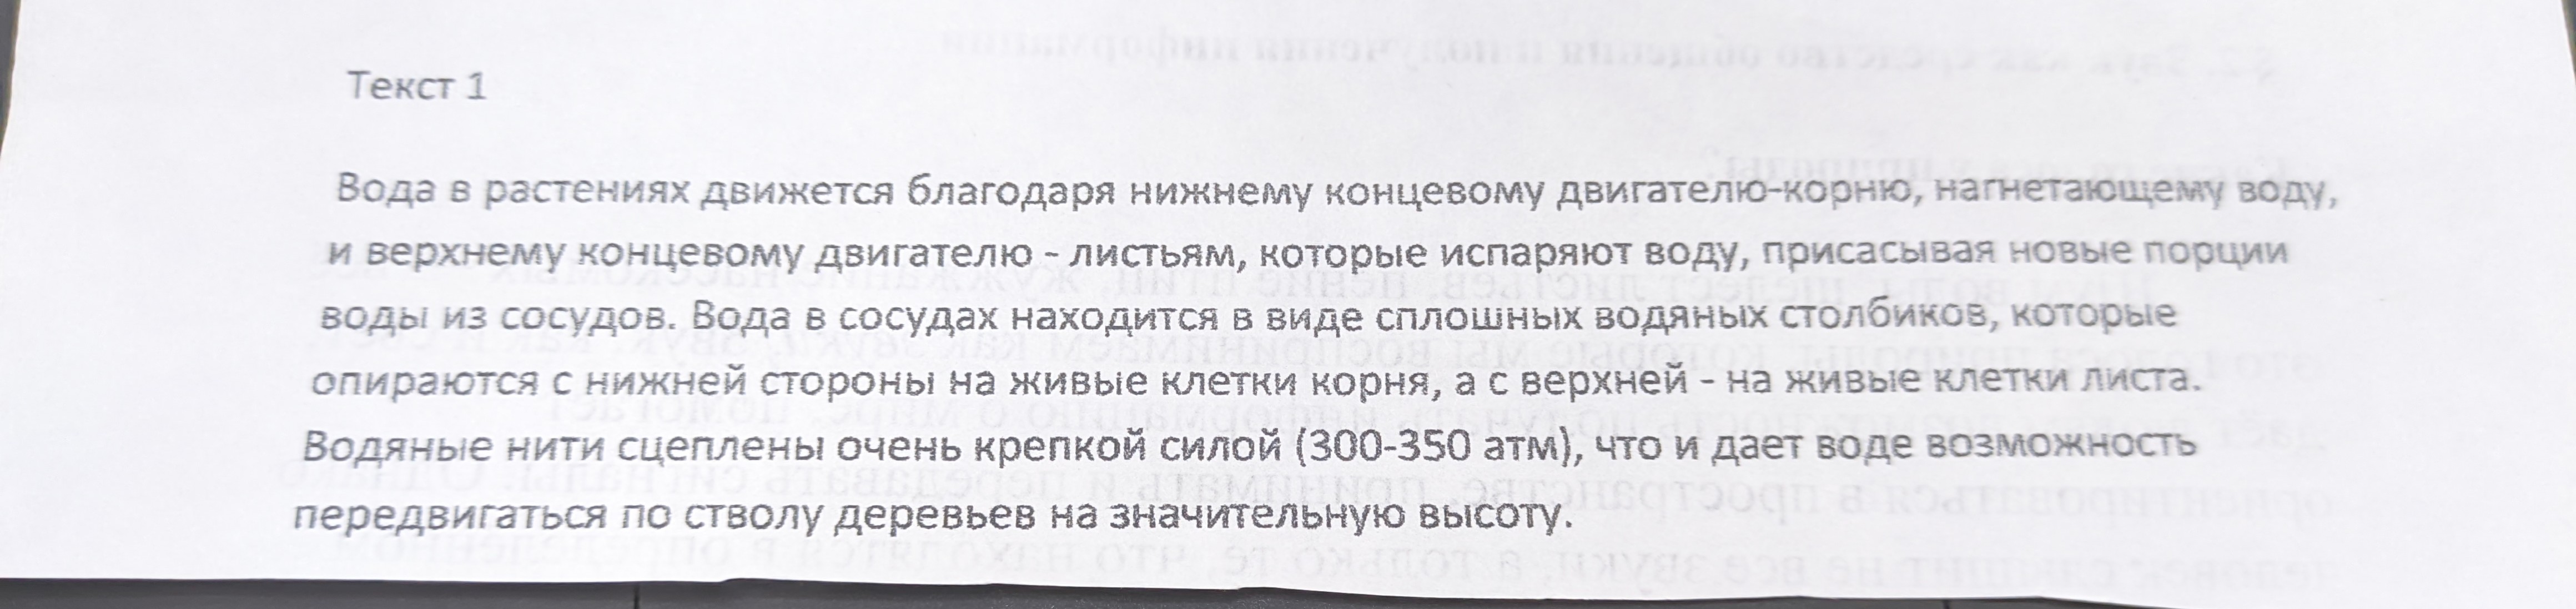 Текст 1
Вода в растениях движется благодаря нижнему концевому двигателю-корню, нагнетающему воду,
и верхнему концевому двигателю - листьям, которые испаряют воду, присасывая новые порции
воды из сосудов. Вода в сосудах находится в виде сплошных водяных столбиков, которые
опираются с нижней стороны на живые клетки корня, а с верхней - на живые клетки листа.
Водяные нити сцеплены очень крепкой силой (300-350 атм), что и дает воде возможность
передвигаться по стволу деревьев на значительную высоту.